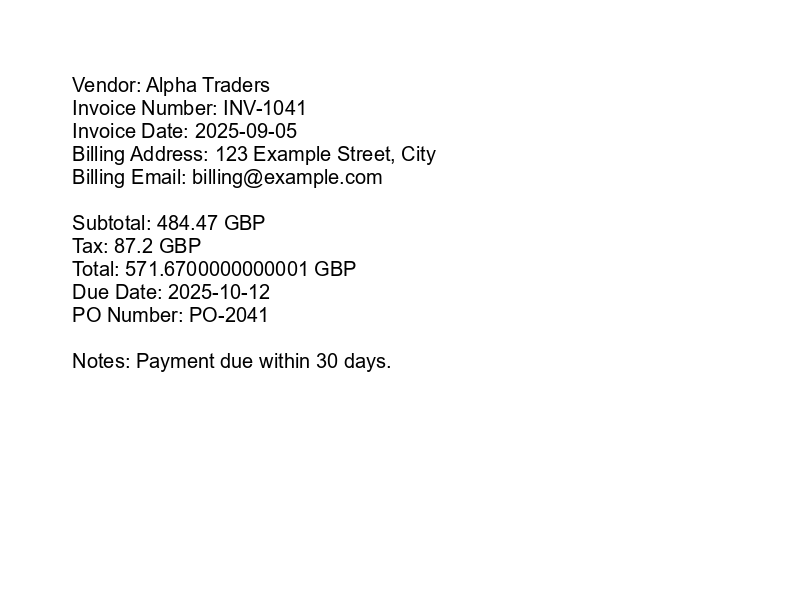 Vendor: Alpha Traders
Invoice Number: INV-1041
Invoice Date: 2025-09-05
Billing Address: 123 Example Street, City
Billing Email: billing@example.com
Subtotal: 484.47 GBP
Tax: 87.2 GBP
Total: 571.6700000000001 GBP
Due Date: 2025-10-12
PO Number: PO-2041
Notes: Payment due within 30 days.